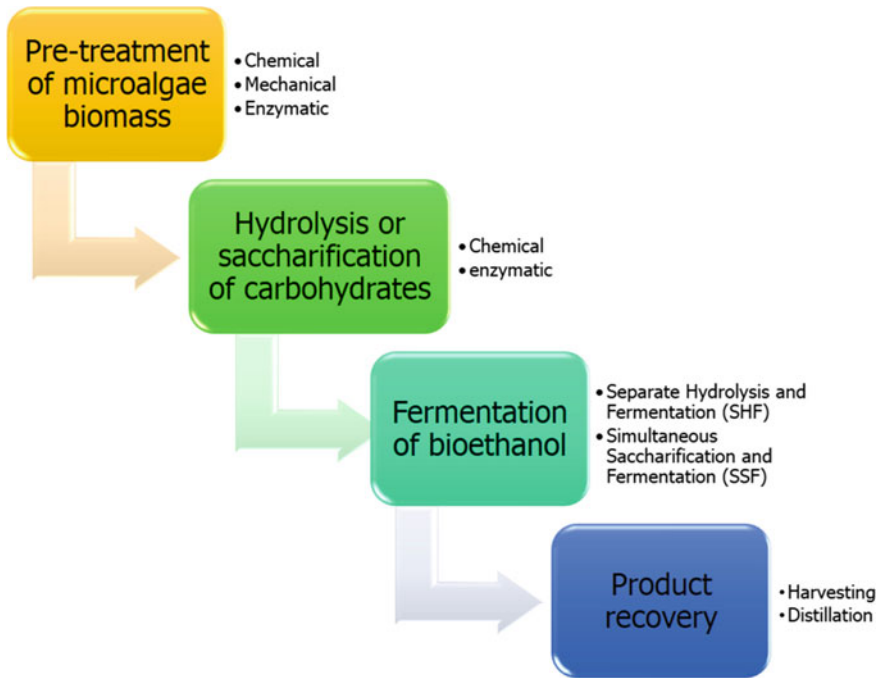 Pre-treatment
of microalgae
biomass
• Chemical
• Mechanical
• Enzymatic
Hydrolysis or
saccharification
of carbohydrates
• Chemical
• enzymatic
Fermentation
of bioethanol
• Separate Hydrolysis and
Fermentation (SHF)
• Simultaneous
Saccharification and
Fermentation (SSF)
Product
recovery
• Harvesting
• Distillation